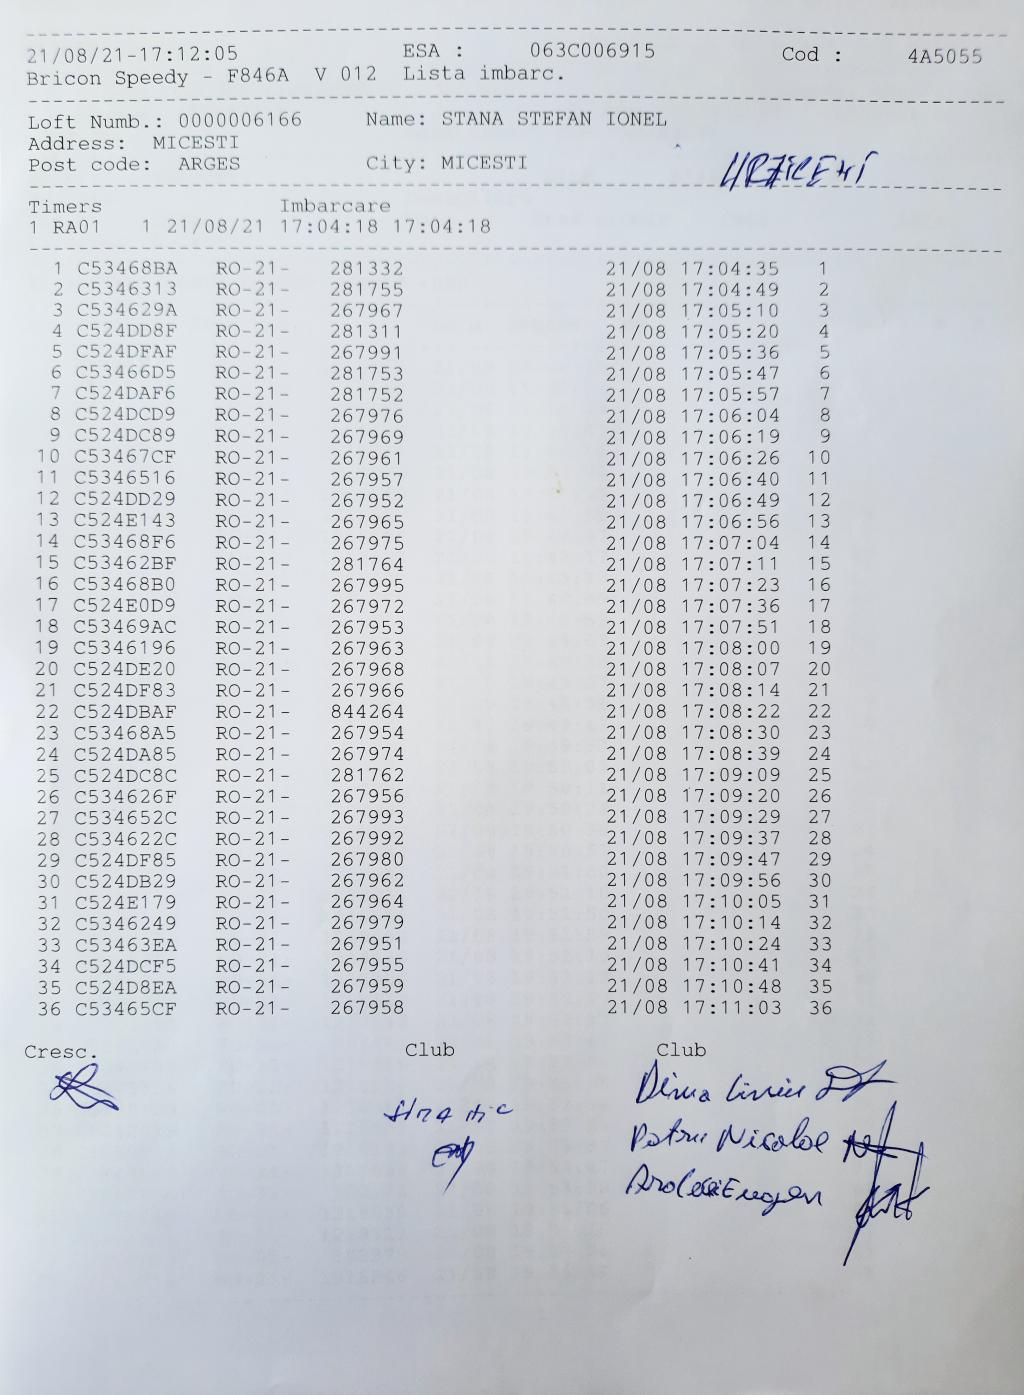 21/08/21-17:12:05 ESA : 063C006915 Cod : 4A5055
Bricon Speedy - F846A V 012 Lista imbarc.
Loft Numb.: 0000006166 Name: STANA STEFAN IONEL
Address: MICESTI
Post code: ARGES City: MICESTI URZICENI
Timers Imbarcare
1 RA01 1 21/08/21 17:04:18 17:04:18
1 C53468BA RO-21- 281332 21/08 17:04:35 1
2 C5346313 RO-21- 281755 21/08 17:04:49 2
3 C534629A RO-21- 267967 21/08 17:05:10 3
4 C524DD8F RO-21- 281311 21/08 17:05:20 4
5 C524DFAF RO-21- 267991 21/08 17:05:36 5
6 C53466D5 RO-21- 281753 21/08 17:05:47 6
7 C524DAF6 RO-21- 281752 21/08 17:05:57 7
8 C524DCD9 RO-21- 267976 21/08 17:06:04 8
9 C524DC89 RO-21- 267969 21/08 17:06:19 9
10 C53467CF RO-21- 267961 21/08 17:06:26 10
11 C5346516 RO-21- 267957 21/08 17:06:40 11
12 C524DD29 RO-21- 267952 21/08 17:06:49 12
13 C524E143 RO-21- 267965 21/08 17:06:56 13
14 C53468F6 RO-21- 267975 21/08 17:07:04 14
15 C53462BF RO-21- 281764 21/08 17:07:11 15
16 C53468B0 RO-21- 267995 21/08 17:07:23 16
17 C524E0D9 RO-21- 267972 21/08 17:07:36 17
18 C53469AC RO-21- 267953 21/08 17:07:51 18
19 C5346196 RO-21- 267963 21/08 17:08:00 19
20 C524DE20 RO-21- 267968 21/08 17:08:07 20
21 C524DF83 RO-21- 267966 21/08 17:08:14 21
22 C524DBAF RO-21- 844264 21/08 17:08:22 22
23 C53468A5 RO-21- 267954 21/08 17:08:30 23
24 C524DA85 RO-21- 267974 21/08 17:08:39 24
25 C524DC8C RO-21- 281762 21/08 17:09:09 25
26 C534626F RO-21- 267956 21/08 17:09:20 26
27 C534652C RO-21- 267993 21/08 17:09:29 27
28 C534622C RO-21- 267992 21/08 17:09:37 28
29 C524DF85 RO-21- 267980 21/08 17:09:47 29
30 C524DB29 RO-21- 267962 21/08 17:09:56 30
31 C524E179 RO-21- 267964 21/08 17:10:05 31
32 C5346249 RO-21- 267979 21/08 17:10:14 32
33 C53463EA RO-21- 267951 21/08 17:10:24 33
34 C524DCF5 RO-21- 267955 21/08 17:10:41 34
35 C524D8EA RO-21- 267959 21/08 17:10:48 35
36 C53465CF RO-21- 267958 21/08 17:11:03 36
Cresc. Club Club
Dinua Liviu
Patru Nicolae
Eugen